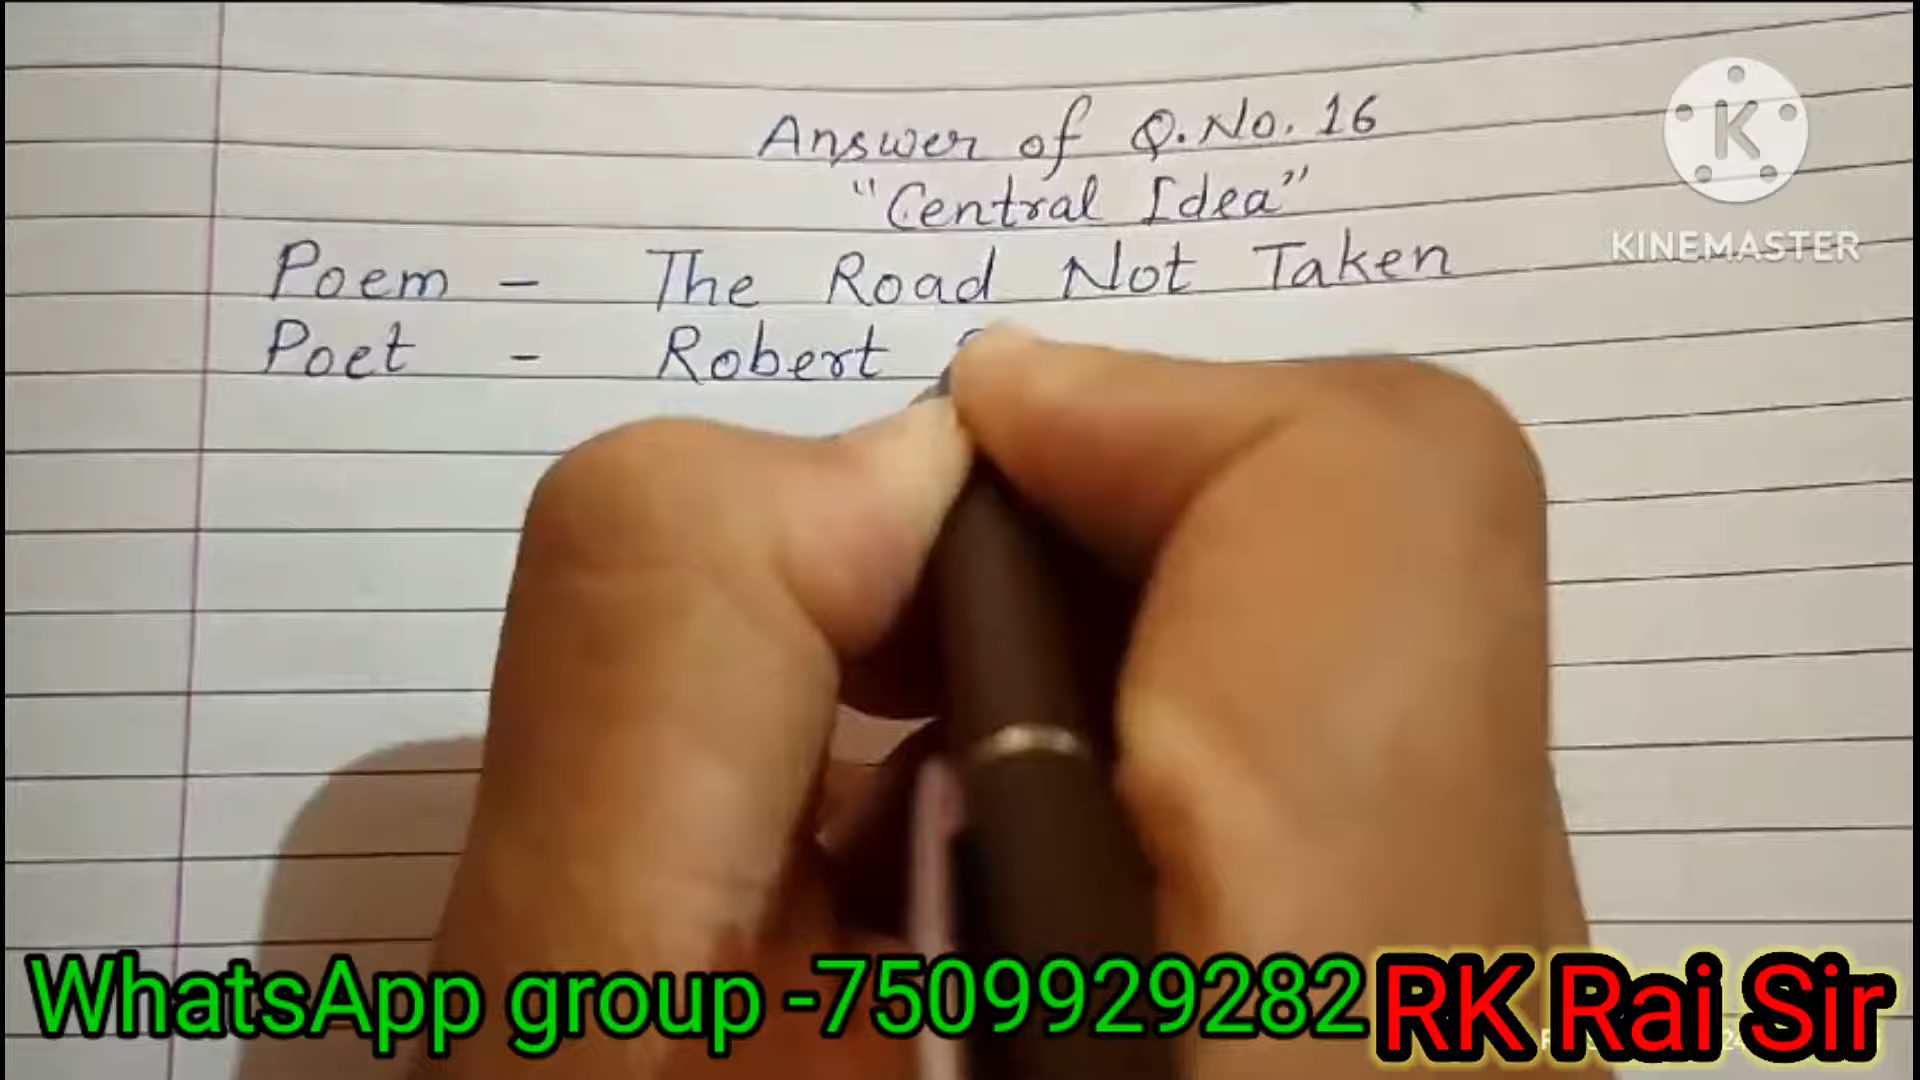 Answer of Q.No. 16
"Central Idea"
KINEMASTER
Poem - The Road Not Taken
Poet - Robert
WhatsApp group -7509929282 RK Rai Sir